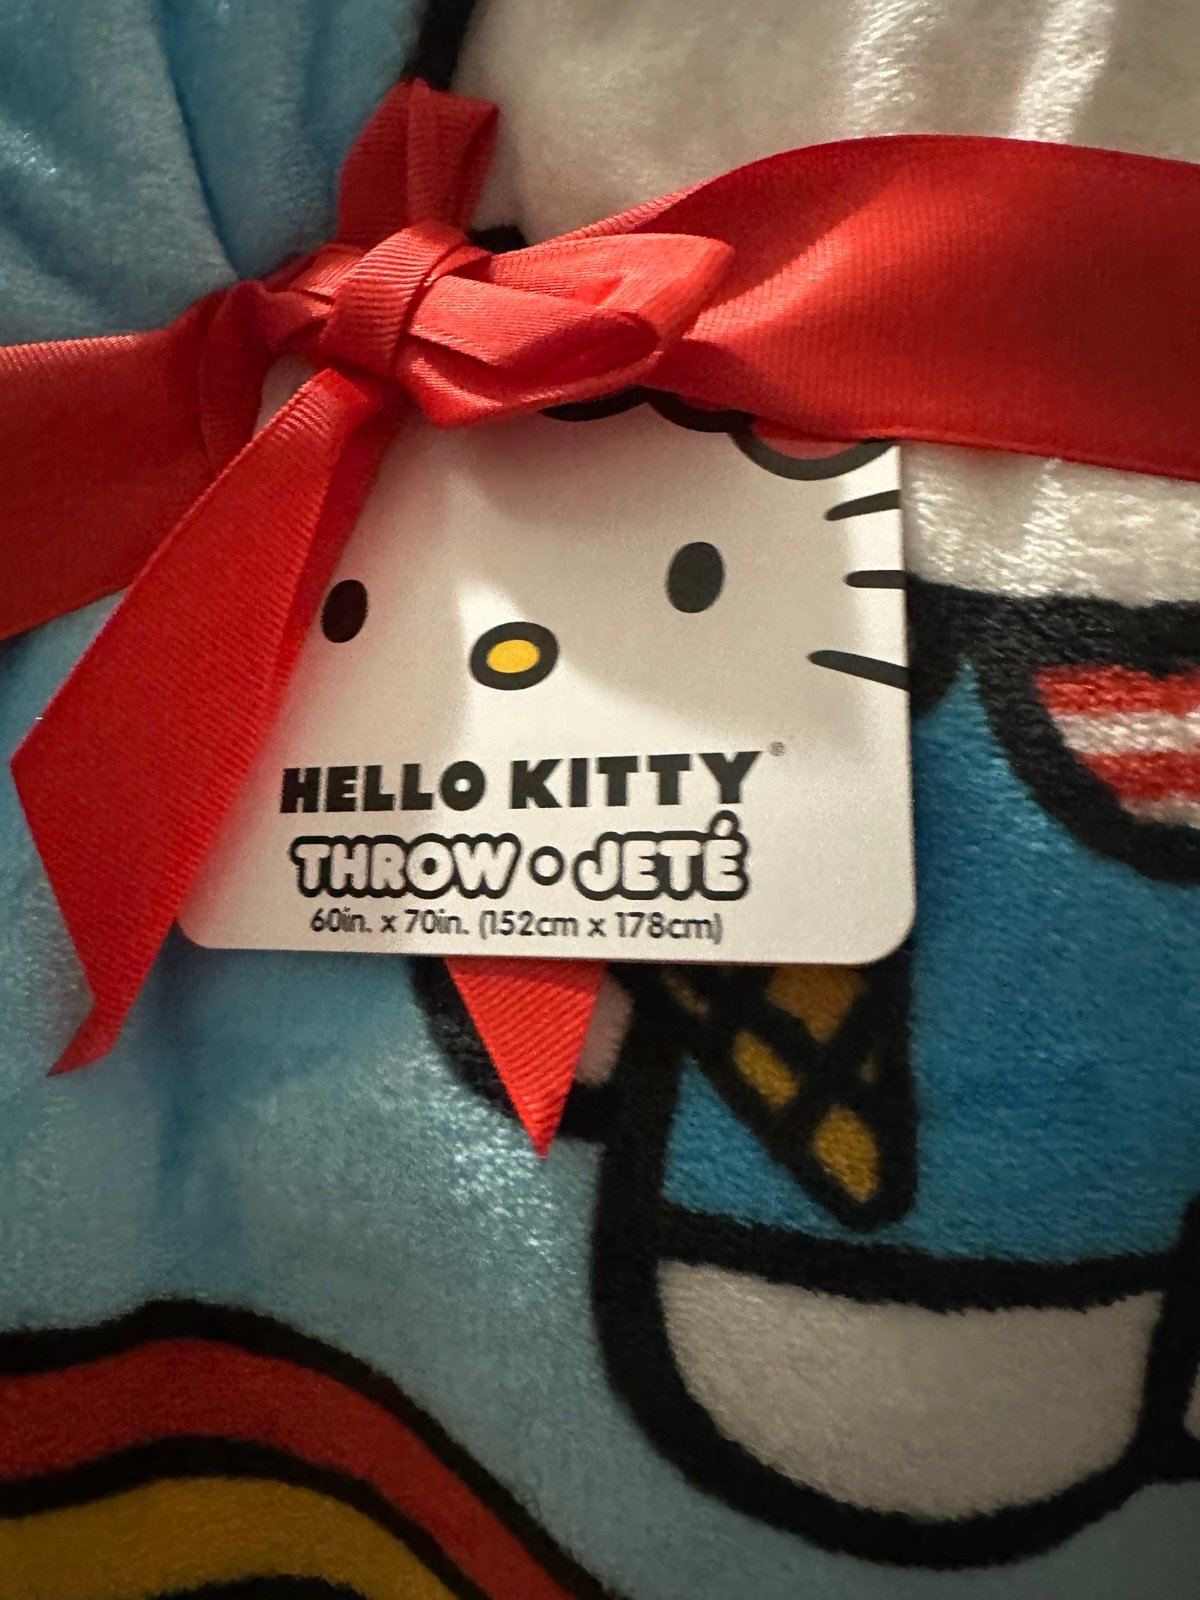 HELLO KITTY®
THROW • JETÉ
60in. x 70in. (152cm x 178cm)